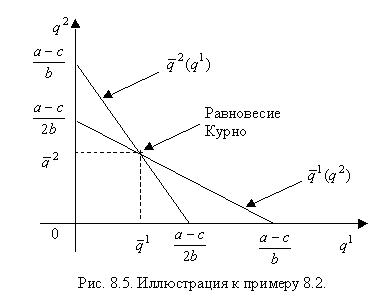 q²
(a − c)/b
q̄²(q¹)
(a − c)/2b
Равновесие
Курно
q̄²
q̄¹(q²)
0
q̄¹
(a − c)/2b
(a − c)/b
q¹
Рис. 8.5. Иллюстрация к примеру 8.2.